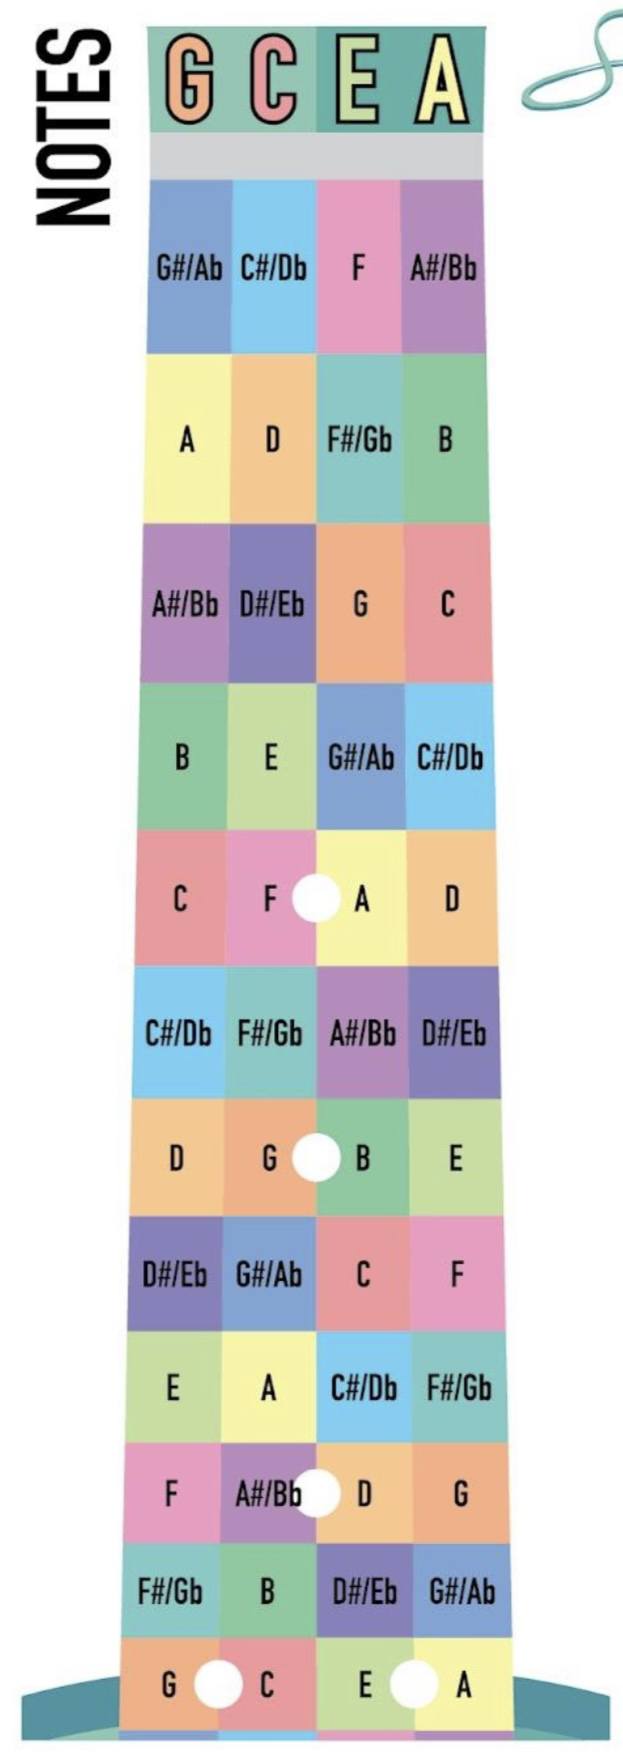 NOTES
G C E A
G#/Ab C#/Db F A#/Bb
A D F#/Gb B
A#/Bb D#/Eb G C
B E G#/Ab C#/Db
C F A D
C#/Db F#/Gb A#/Bb D#/Eb
D G B E
D#/Eb G#/Ab C F
E A C#/Db F#/Gb
F A#/Bb D G
F#/Gb B D#/Eb G#/Ab
G C E A